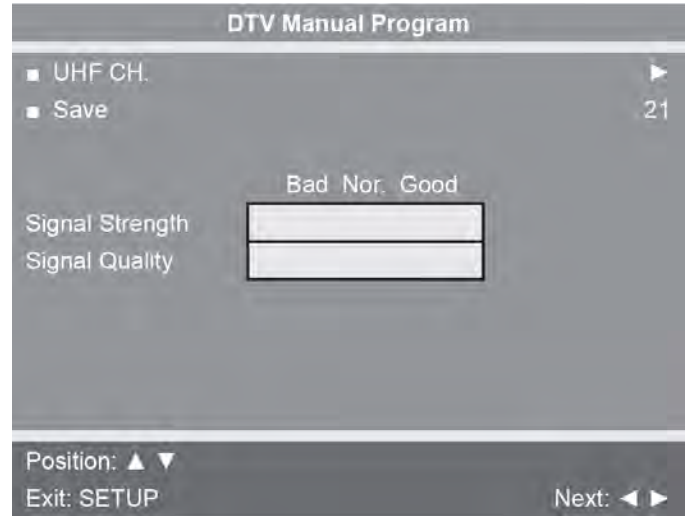 DTV Manual Program
■ UHF CH. ►
■ Save 21
Bad Nor. Good
Signal Strength
Signal Quality
Position: ▲ ▼
Exit: SETUP Next: ◄ ►